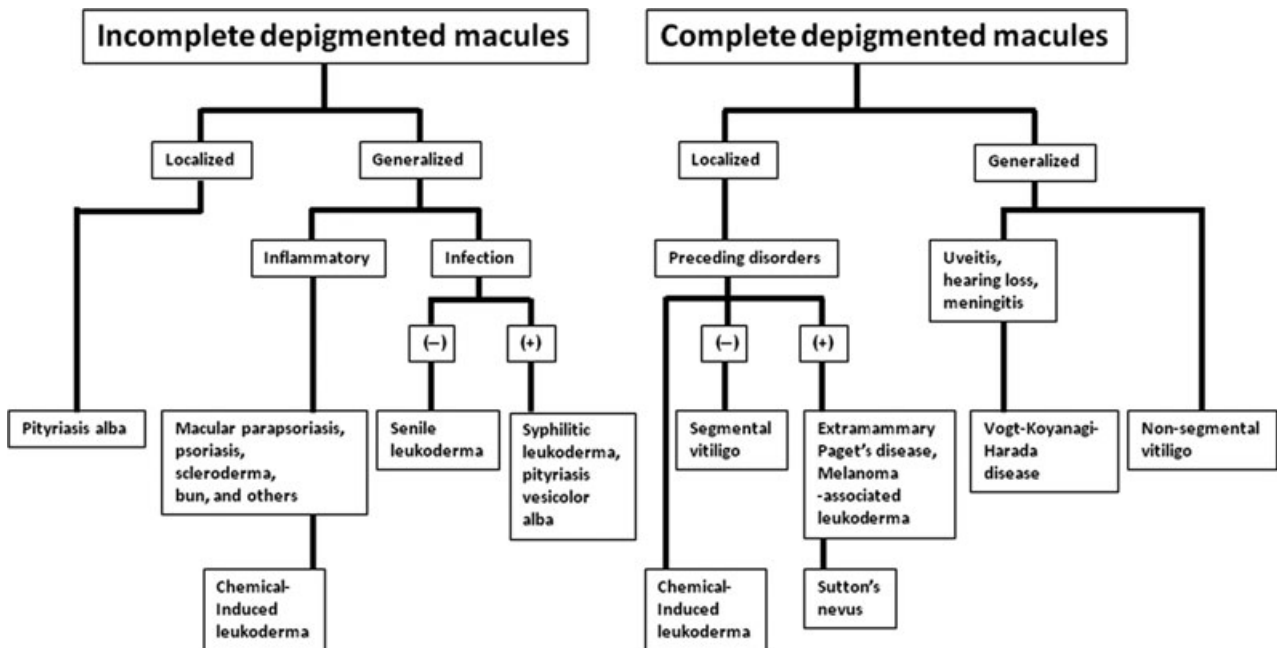 Incomplete depigmented macules
Complete depigmented macules
Localized
Generalized
Localized
Generalized
Inflammatory
Infection
Preceding disorders
Uveitis,
hearing loss,
meningitis
(–)
(+)
(–)
(+)
Pityriasis alba
Macular parapsoriasis,
psoriasis,
scleroderma,
bun, and others
Senile
leukoderma
Syphilitic
leukoderma,
pityriasis
vesicolor
alba
Segmental
vitiligo
Extramammary
Paget's disease,
Melanoma
-associated
leukoderma
Vogt-Koyanagi-
Harada
disease
Non-segmental
vitiligo
Chemical-
Induced
leukoderma
Chemical-
Induced
leukoderma
Sutton's
nevus